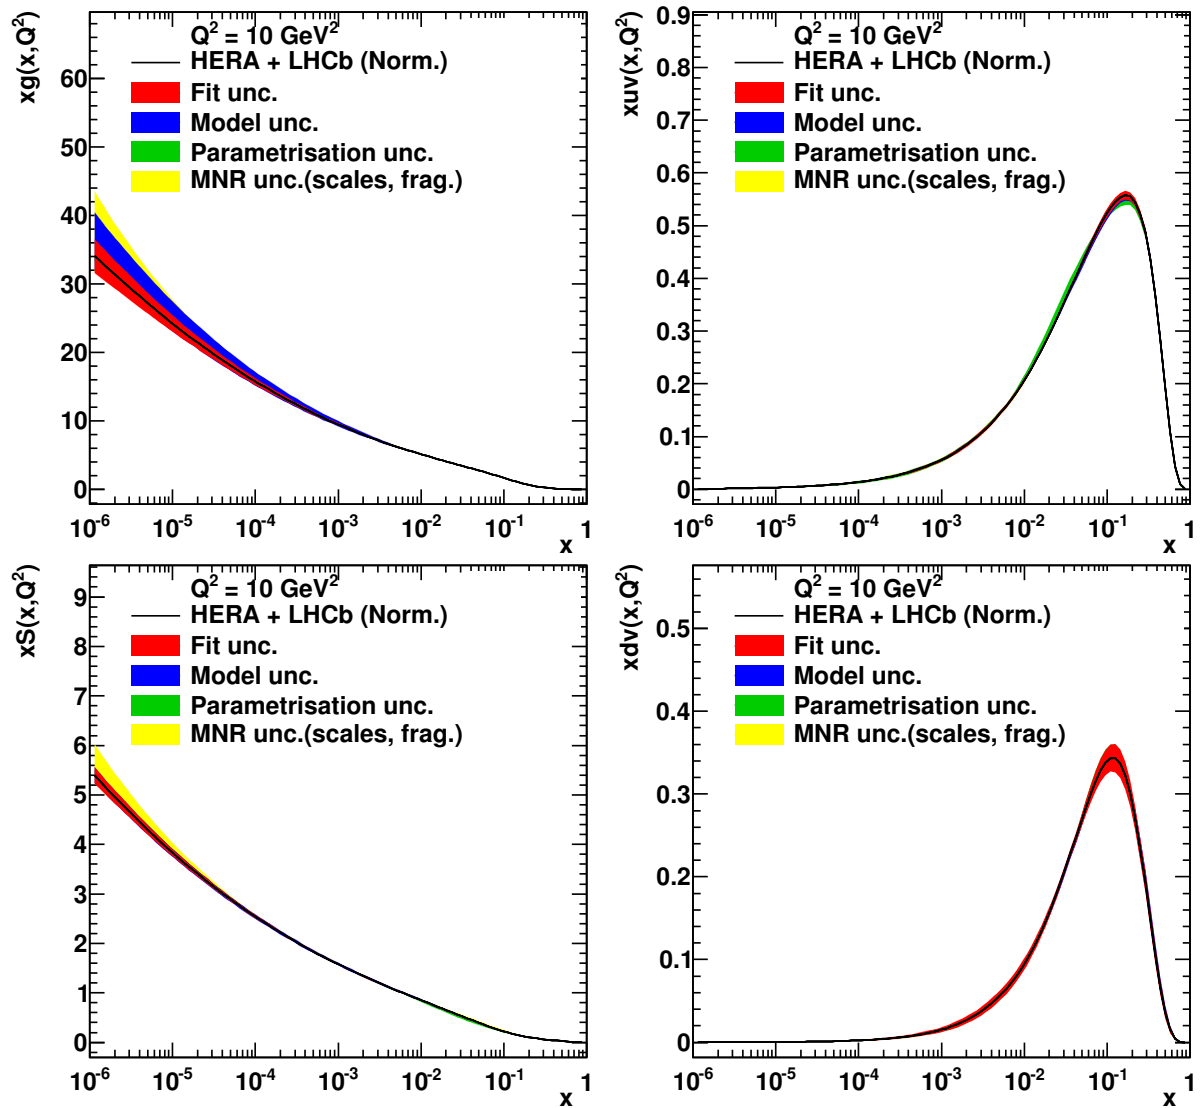 xg(x,Q²)
Q² = 10 GeV²
HERA + LHCb (Norm.)
Fit unc.
Model unc.
Parametrisation unc.
MNR unc.(scales, frag.)
60
50
40
30
20
10
0
10⁻⁶ 10⁻⁵ 10⁻⁴ 10⁻³ 10⁻² 10⁻¹ 1
x
xuv(x,Q²)
Q² = 10 GeV²
HERA + LHCb (Norm.)
Fit unc.
Model unc.
Parametrisation unc.
MNR unc.(scales, frag.)
0.9
0.8
0.7
0.6
0.5
0.4
0.3
0.2
0.1
0
10⁻⁶ 10⁻⁵ 10⁻⁴ 10⁻³ 10⁻² 10⁻¹ 1
x
xS(x,Q²)
Q² = 10 GeV²
HERA + LHCb (Norm.)
Fit unc.
Model unc.
Parametrisation unc.
MNR unc.(scales, frag.)
9
8
7
6
5
4
3
2
1
0
10⁻⁶ 10⁻⁵ 10⁻⁴ 10⁻³ 10⁻² 10⁻¹ 1
x
xdv(x,Q²)
Q² = 10 GeV²
HERA + LHCb (Norm.)
Fit unc.
Model unc.
Parametrisation unc.
MNR unc.(scales, frag.)
0.5
0.4
0.3
0.2
0.1
0
10⁻⁶ 10⁻⁵ 10⁻⁴ 10⁻³ 10⁻² 10⁻¹ 1
x